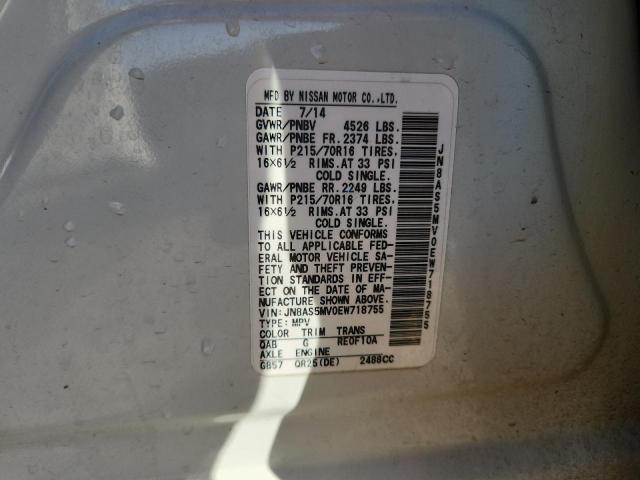 MFD BY NISSAN MOTOR CO.,LTD.
DATE 7/14
GVWR/PNBV 4526 LBS.
GAWR/PNBE FR. 2374 LBS.
WITH P215/70R16 TIRES.
16×6½ RIMS. AT 33 PSI
COLD SINGLE.
GAWR/PNBE RR. 2249 LBS.
WITH P215/70R16 TIRES.
16×6½ RIMS. AT 33 PSI
COLD SINGLE.
THIS VEHICLE CONFORMS
TO ALL APPLICABLE FED-
ERAL MOTOR VEHICLE SA-
FETY AND THEFT PREVEN-
TION STANDARDS IN EFF-
ECT ON THE DATE OF MA-
NUFACTURE SHOWN ABOVE.
VIN: JN8AS5MV0EW718755
TYPE: MPV
COLOR TRIM TRANS
QAB G RE0F10A
AXLE ENGINE
GB57 QR25(DE) 2488CC
JN8AS5MV0EW718755